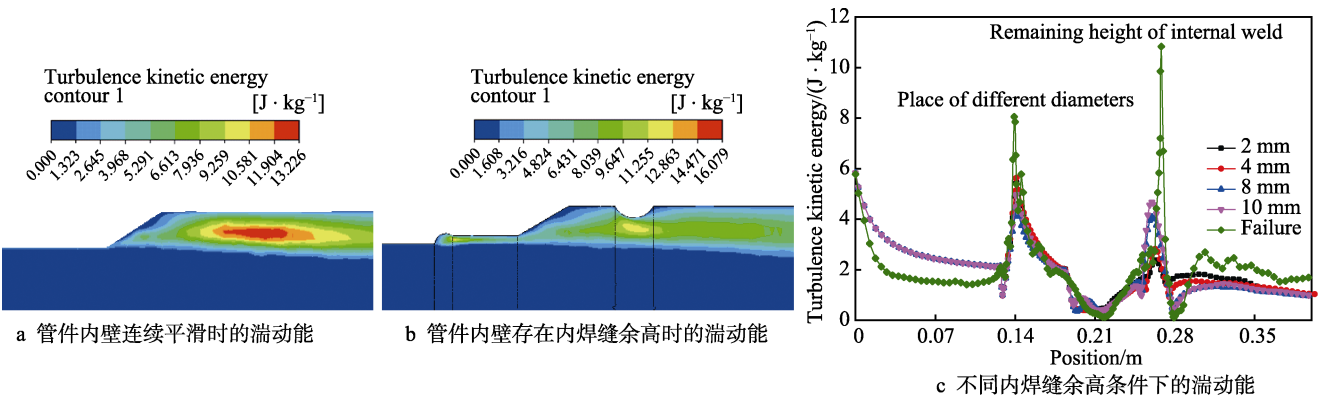 Turbulence kinetic energy
contour 1
[J · kg⁻¹]
0.000 1.323 2.645 3.968 5.291 6.613 7.936 9.259 10.581 11.904 13.226
a 管件内壁连续平滑时的湍动能
Turbulence kinetic energy
contour 1
[J · kg⁻¹]
0.000 1.608 3.216 4.824 6.431 8.039 9.647 11.255 12.863 14.471 16.079
b 管件内壁存在内焊缝余高时的湍动能
Turbulence kinetic energy/(J · kg⁻¹)
12
10
8
6
4
2
0
Remaining height of internal weld
Place of different diameters
2 mm
4 mm
8 mm
10 mm
Failure
0 0.07 0.14 0.21 0.28 0.35
Position/m
c 不同内焊缝余高条件下的湍动能